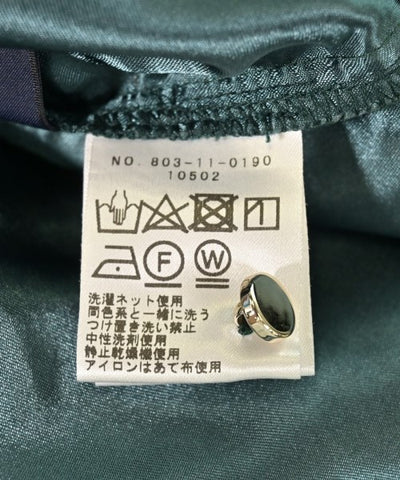 NO. 803-11-0190
10502
F W
洗濯ネット使用
同色系と一緒に洗う
つけ置き洗い禁止
中性洗剤使用
静止乾燥機使用
アイロンはあて布使用